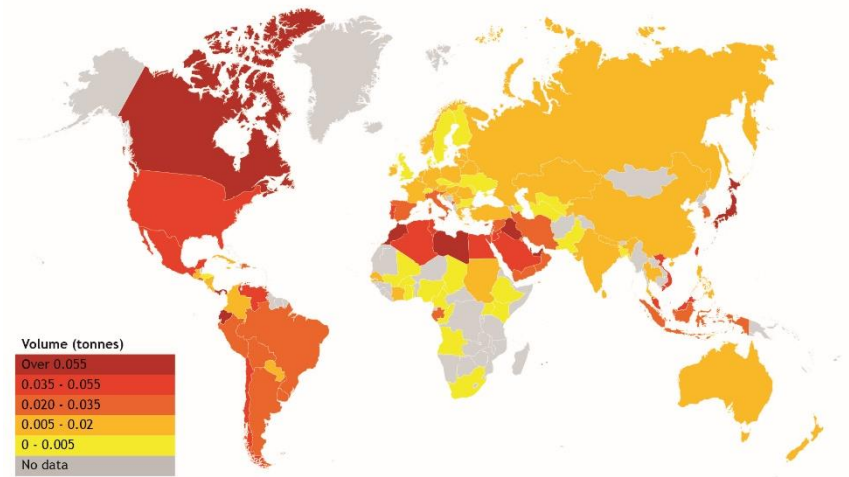 Volume (tonnes)
Over 0.055
0.035 - 0.055
0.020 - 0.035
0.005 - 0.02
0 - 0.005
No data